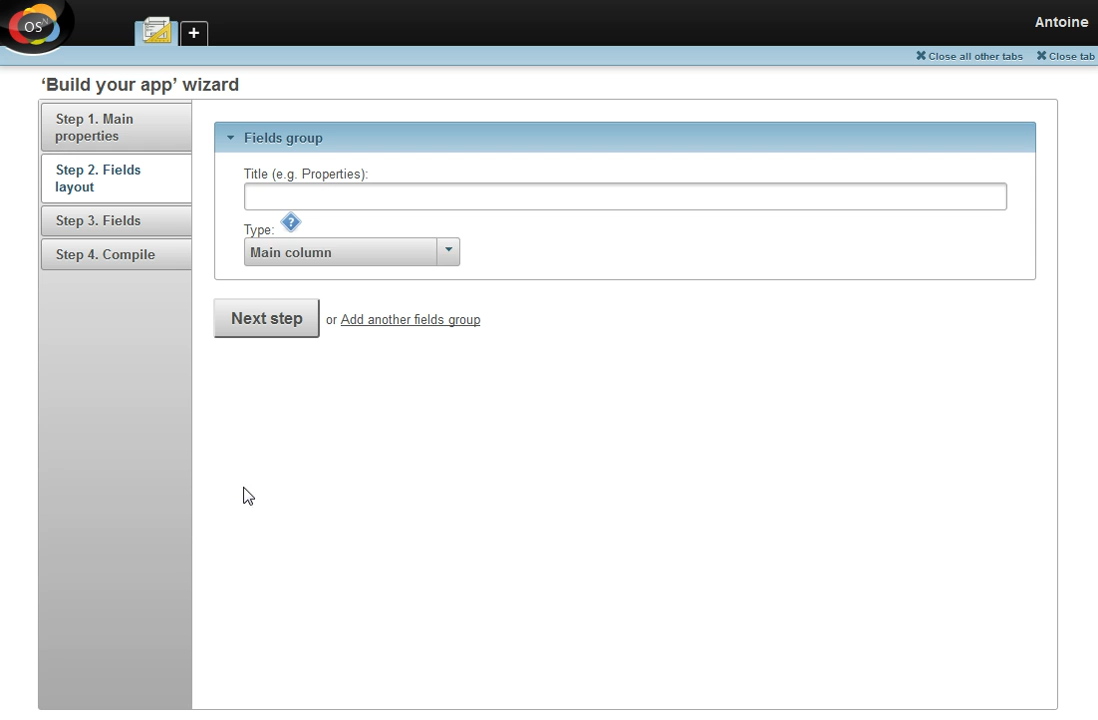 OSN
+
Antoine
Close all other tabs
Close tab
‘Build your app’ wizard
Step 1. Main
properties
Step 2. Fields
layout
Step 3. Fields
Step 4. Compile
Fields group
Title (e.g. Properties):
Type: ?
Main column
Next step or Add another fields group